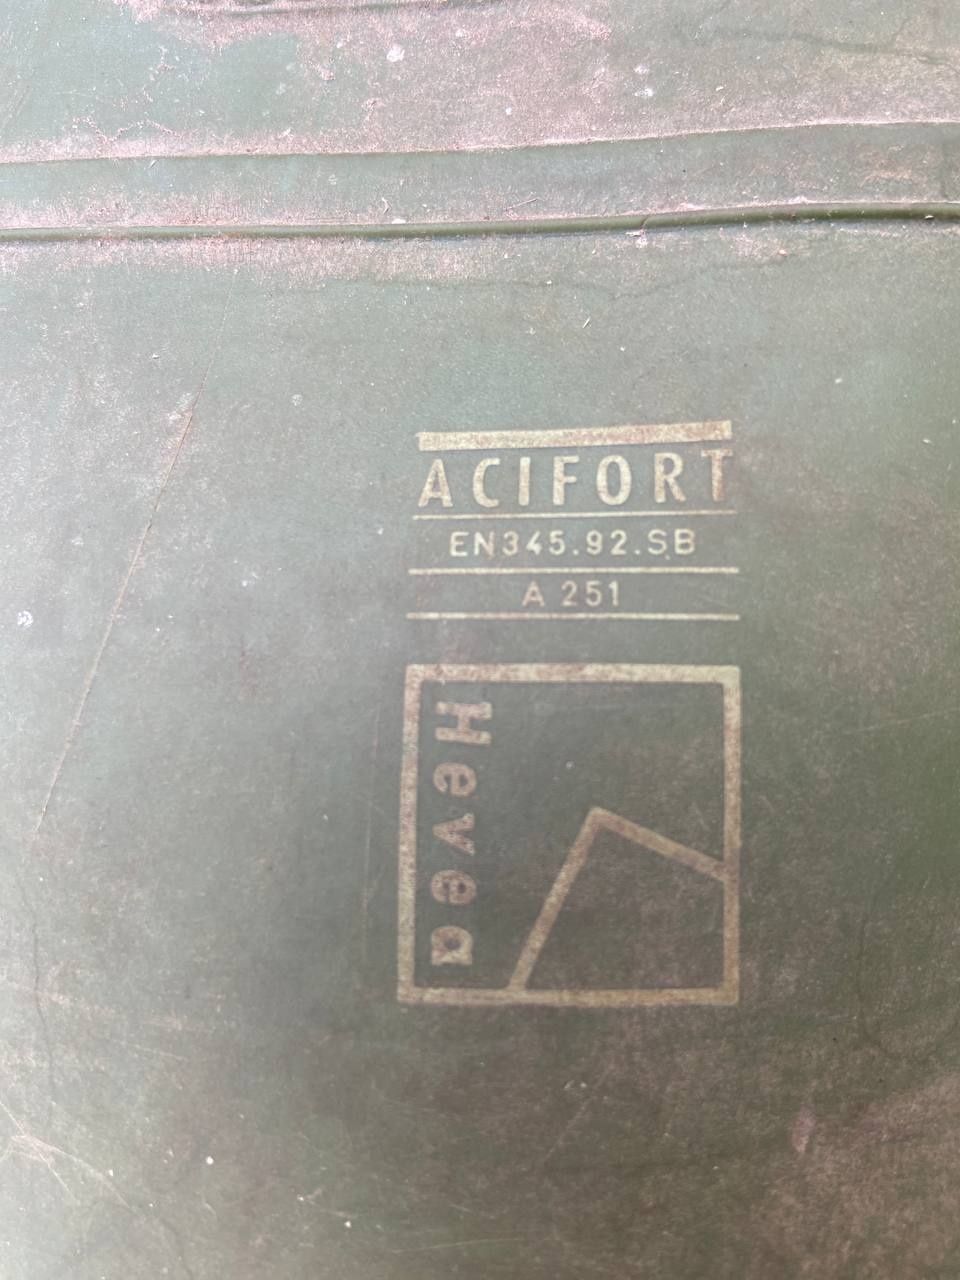 ACIFORT
EN345.92.SB
A 251
Hevea